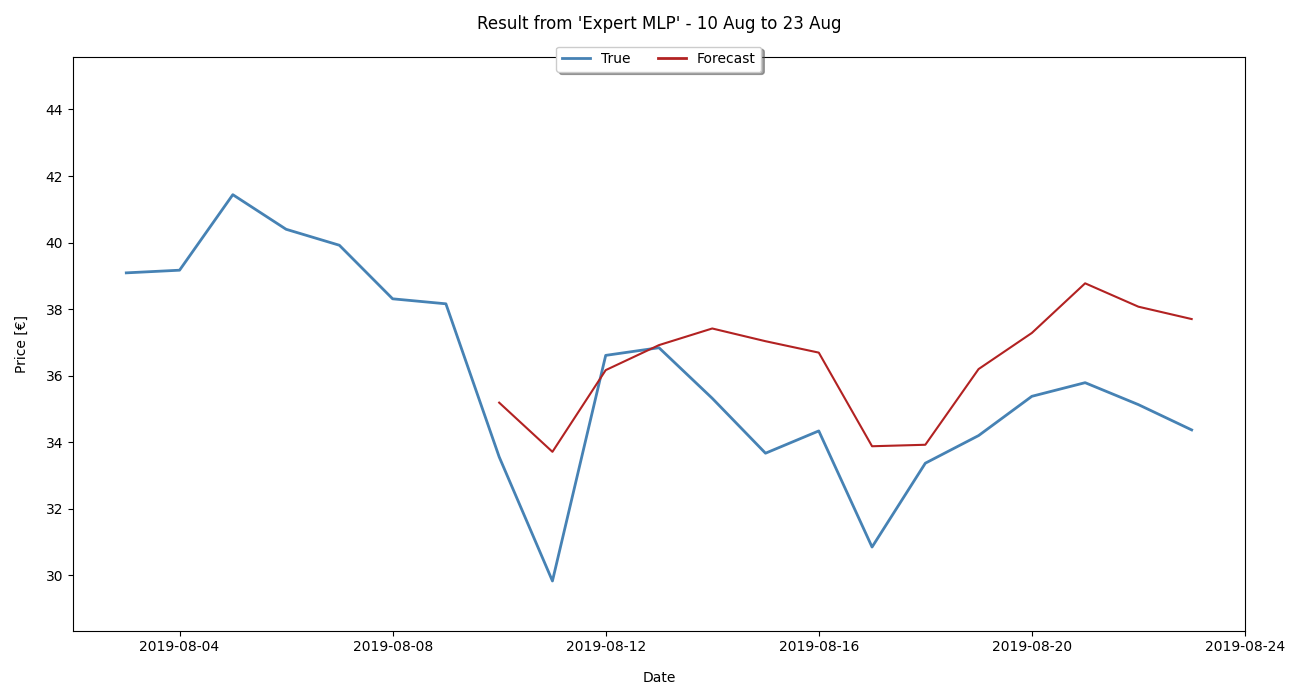 Result from 'Expert MLP' - 10 Aug to 23 Aug
True Forecast
44
42
40
38
36
34
32
30
Price [€]
2019-08-04 2019-08-08 2019-08-12 2019-08-16 2019-08-20 2019-08-24
Date